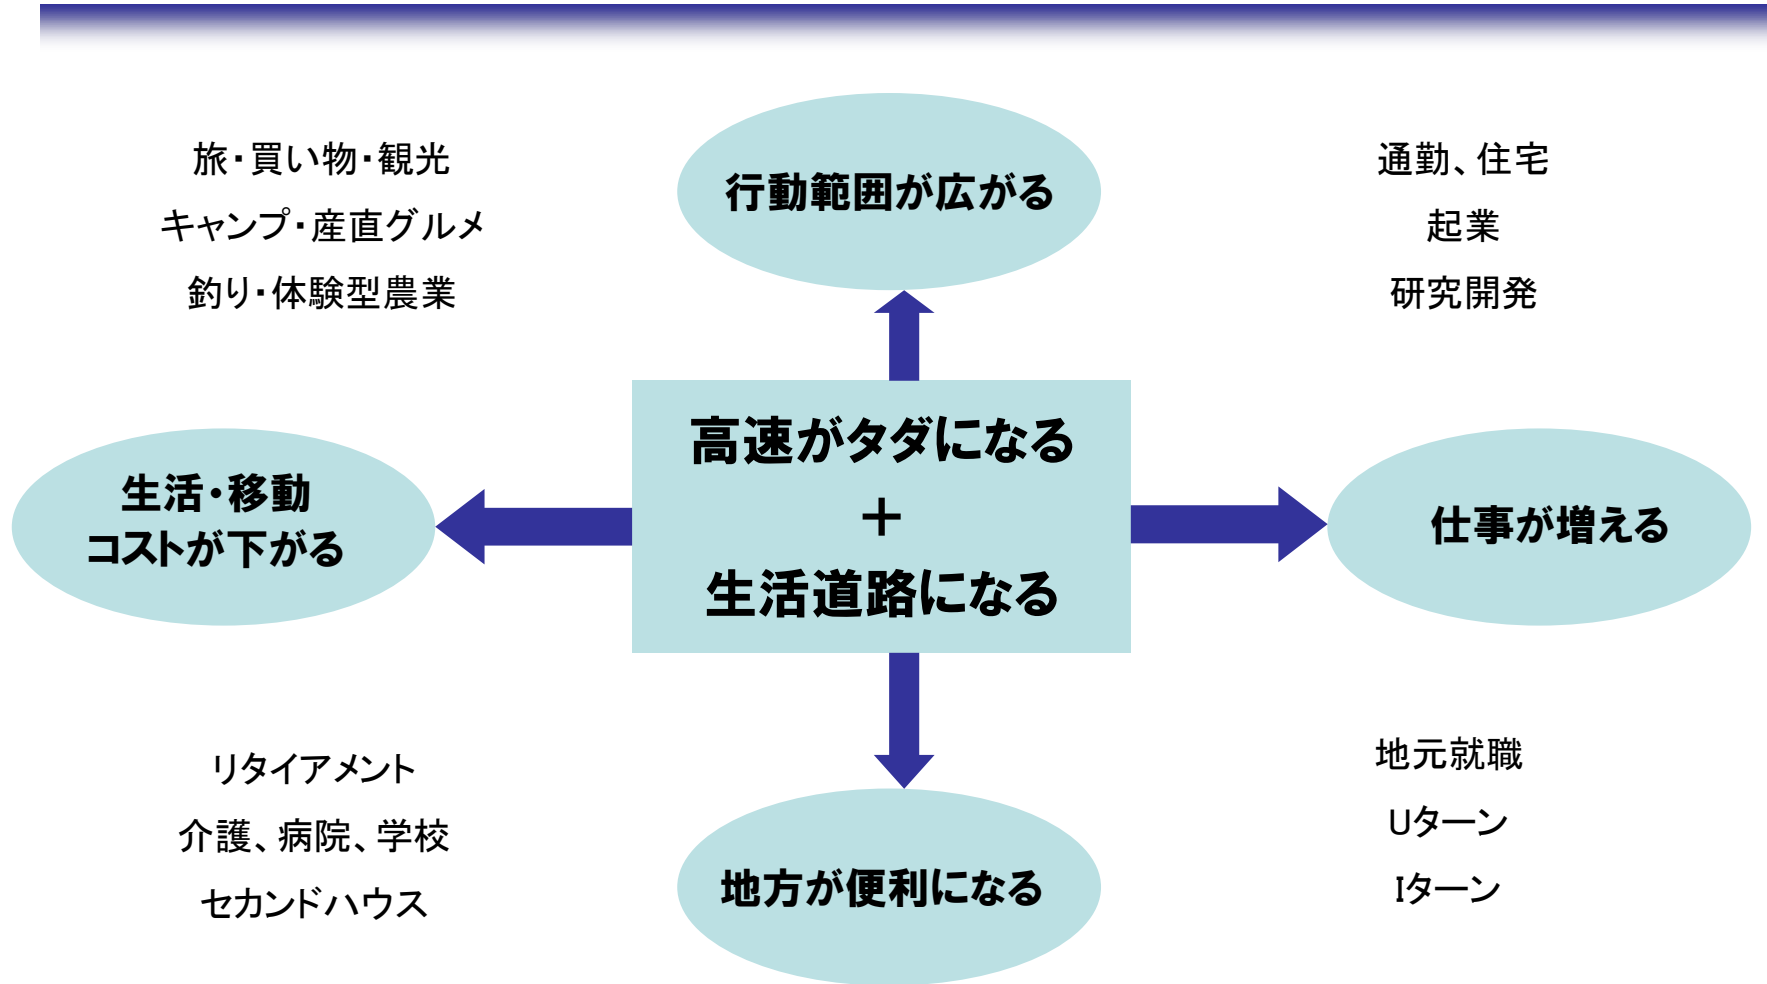 旅・買い物・観光
キャンプ・産直グルメ
釣り・体験型農業
行動範囲が広がる
通勤、住宅
起業
研究開発
生活・移動
コストが下がる
高速がタダになる
＋
生活道路になる
仕事が増える
リタイアメント
介護、病院、学校
セカンドハウス
地方が便利になる
地元就職
Uターン
Iターン